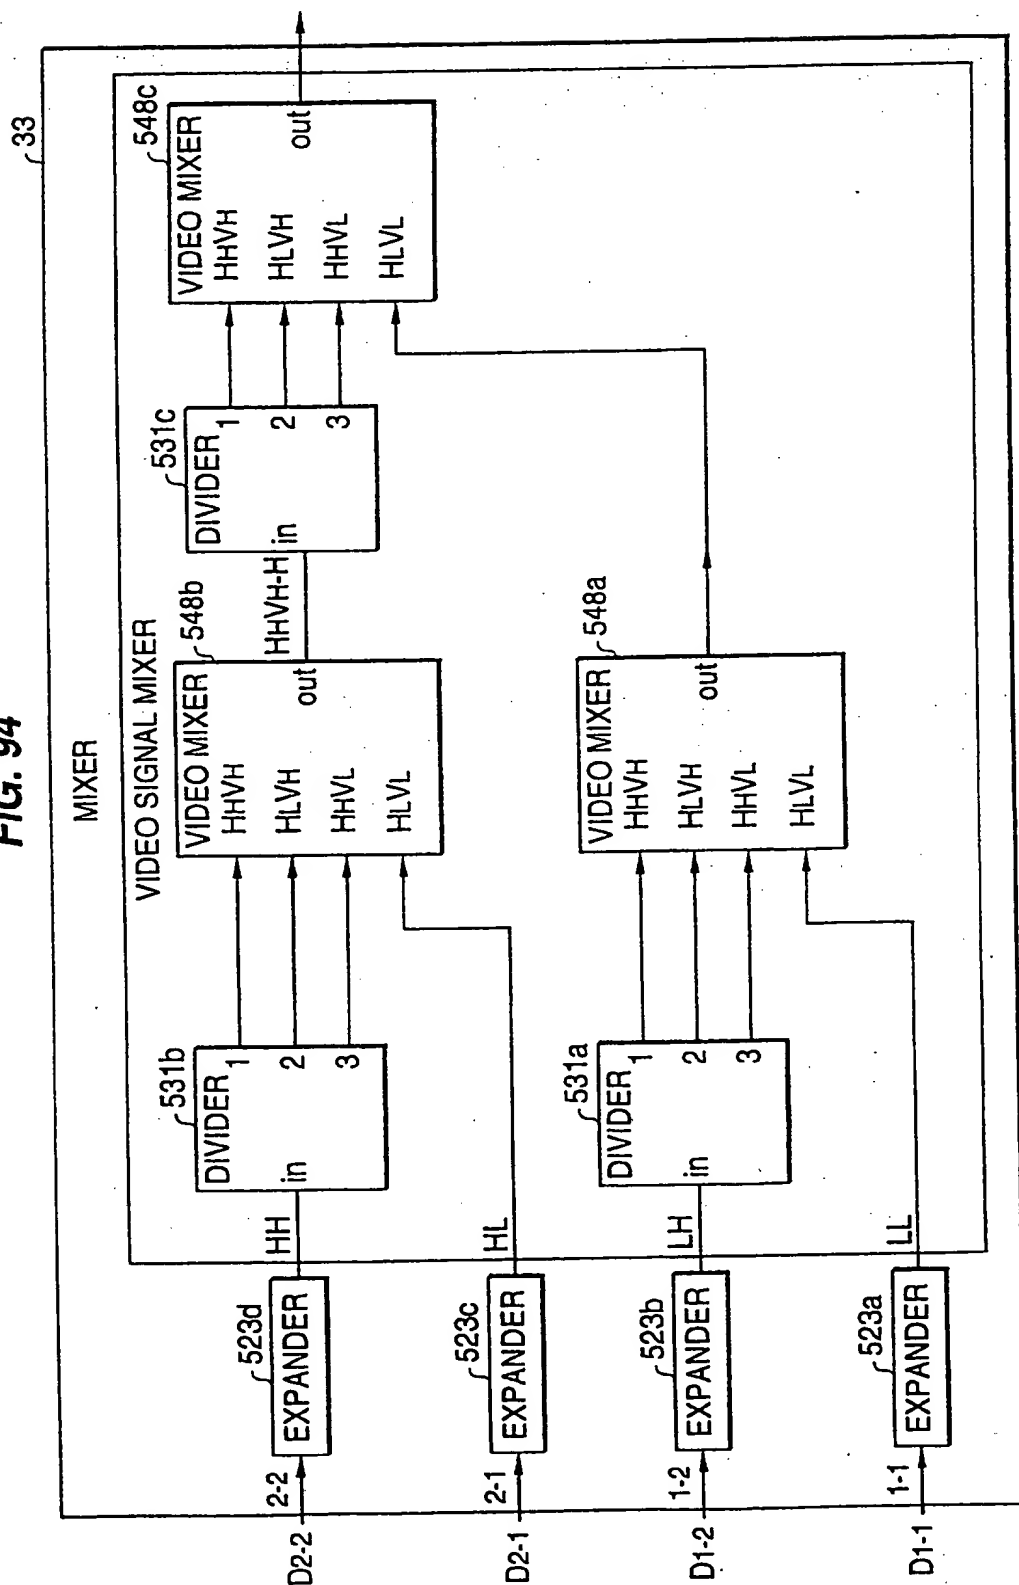 FIG. 94
33
MIXER
VIDEO SIGNAL MIXER
D2-2
2-2
EXPANDER
523d
HH
DIVIDER
531b
in
1
2
3
VIDEO MIXER
548b
HHVH
HLVH
HHVL
HLVL
out
HHVH-H
DIVIDER
531c
in
1
2
3
VIDEO MIXER
548c
HHVH
HLVH
HHVL
HLVL
out
D2-1
2-1
EXPANDER
523c
HL
D1-2
1-2
EXPANDER
523b
LH
DIVIDER
531a
in
1
2
3
VIDEO MIXER
548a
HHVH
HLVH
HHVL
HLVL
out
D1-1
1-1
EXPANDER
523a
LL